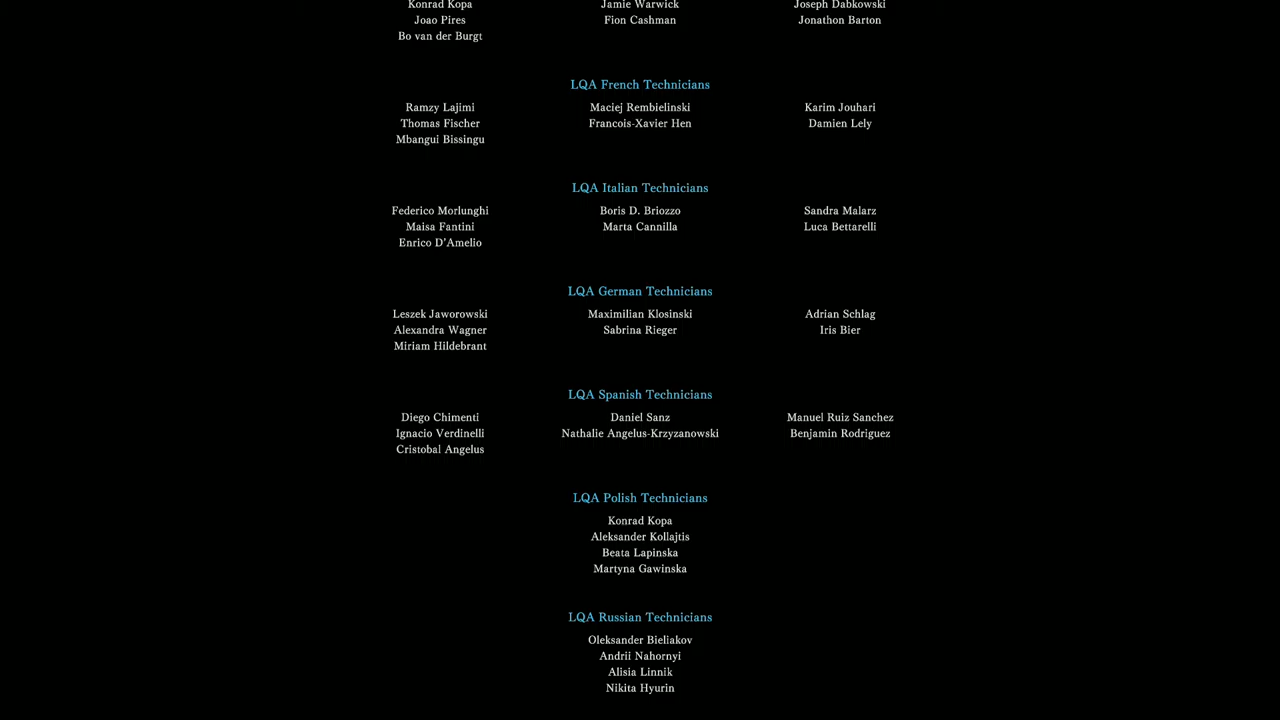 Konrad Kopa Jamie Warwick Joseph Dabkowski
Joao Pires Fion Cashman Jonathon Barton
Bo van der Burgt
LQA French Technicians
Ramzy Lajimi Maciej Rembielinski Karim Jouhari
Thomas Fischer Francois-Xavier Hen Damien Lely
Mbangui Bissingu
LQA Italian Technicians
Federico Morlunghi Boris D. Briozzo Sandra Malarz
Maisa Fantini Marta Cannilla Luca Bettarelli
Enrico D'Amelio
LQA German Technicians
Leszek Jaworowski Maximilian Klosinski Adrian Schlag
Alexandra Wagner Sabrina Rieger Iris Bier
Miriam Hildebrant
LQA Spanish Technicians
Diego Chimenti Daniel Sanz Manuel Ruiz Sanchez
Ignacio Verdinelli Nathalie Angelus-Krzyzanowski Benjamin Rodriguez
Cristobal Angelus
LQA Polish Technicians
Konrad Kopa
Aleksander Kollajtis
Beata Lapinska
Martyna Gawinska
LQA Russian Technicians
Oleksander Bieliakov
Andrii Nahornyi
Alisia Linnik
Nikita Hyurin